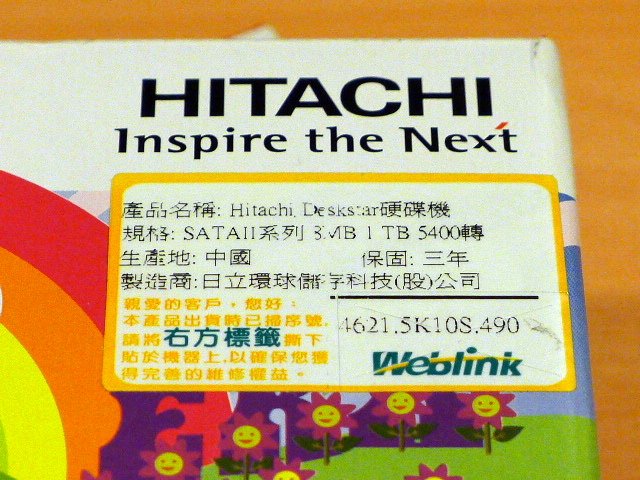 HITACHI
Inspire the Next
產品名稱: Hitachi Deskstar硬碟機
規格: SATAII系列 8MB 1 TB 5400轉
生產地: 中國 保固: 三年
製造商:日立環球儲存科技(股)公司
親愛的客戶，您好：
本產品出貨時已掃序號,
請將右方標籤撕下
貼於機器上,以確保您獲
得完善的維修權益。
4621.5K10S.490
Weblink